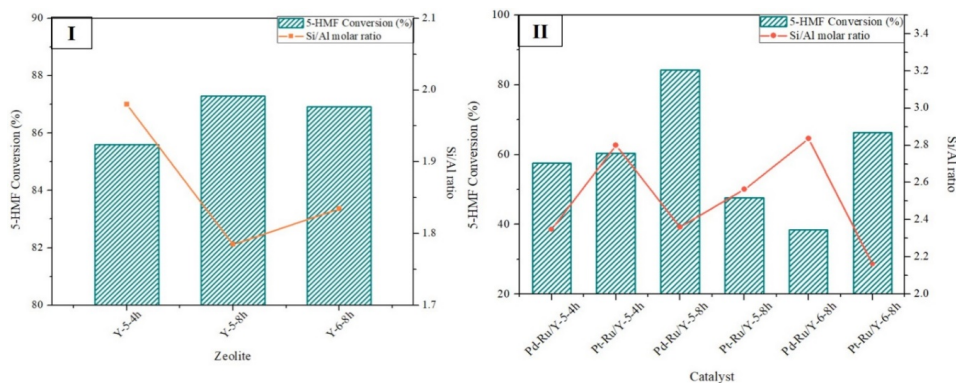 I
5-HMF Conversion (%)
Si/Al molar ratio
90
88
86
84
82
80
5-HMF Conversion (%)
2.1
2.0
1.9
1.8
1.7
Si/Al ratio
Y-5-4h
Y-5-8h
Y-6-8h
Zeolite
II
5-HMF Conversion (%)
Si/Al molar ratio
100
80
60
40
20
5-HMF Conversion (%)
3.4
3.2
3.0
2.8
2.6
2.4
2.2
2.0
Si/Al ratio
Pd-Ru/Y-5-4h
Pt-Ru/Y-5-4h
Pd-Ru/Y-5-8h
Pt-Ru/Y-5-8h
Pd-Ru/Y-6-8h
Pt-Ru/Y-6-8h
Catalyst